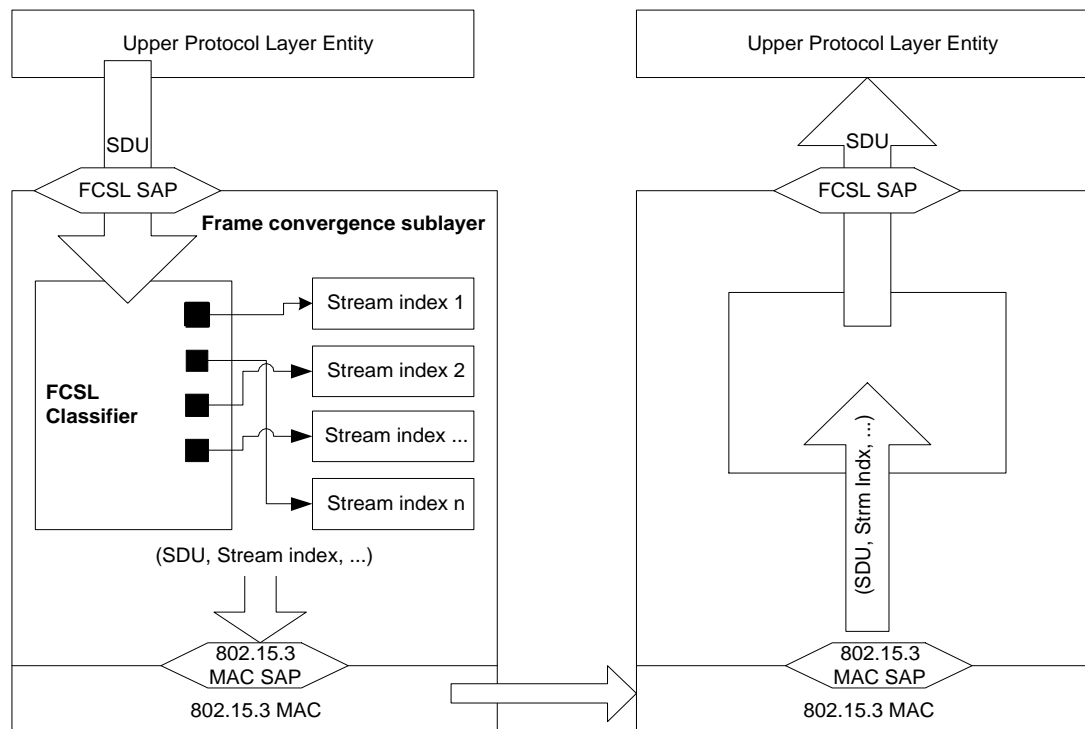 Upper Protocol Layer Entity
SDU
FCSL SAP
Frame convergence sublayer
FCSL
Classifier
Stream index 1
Stream index 2
Stream index ...
Stream index n
(SDU, Stream index, ...)
802.15.3
MAC SAP
802.15.3 MAC
Upper Protocol Layer Entity
SDU
FCSL SAP
(SDU, Strm Indx, ...)
802.15.3
MAC SAP
802.15.3 MAC